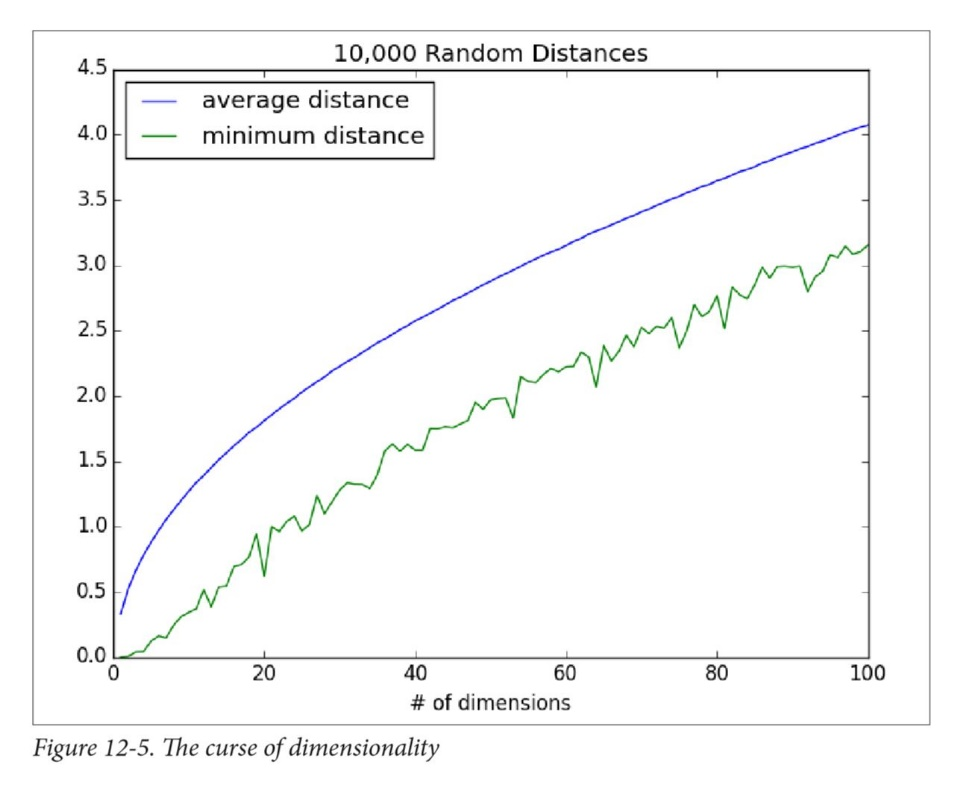 10,000 Random Distances
4.5
4.0
3.5
3.0
2.5
2.0
1.5
1.0
0.5
0.0
average distance
minimum distance
0 20 40 60 80 100
# of dimensions
Figure 12-5. The curse of dimensionality